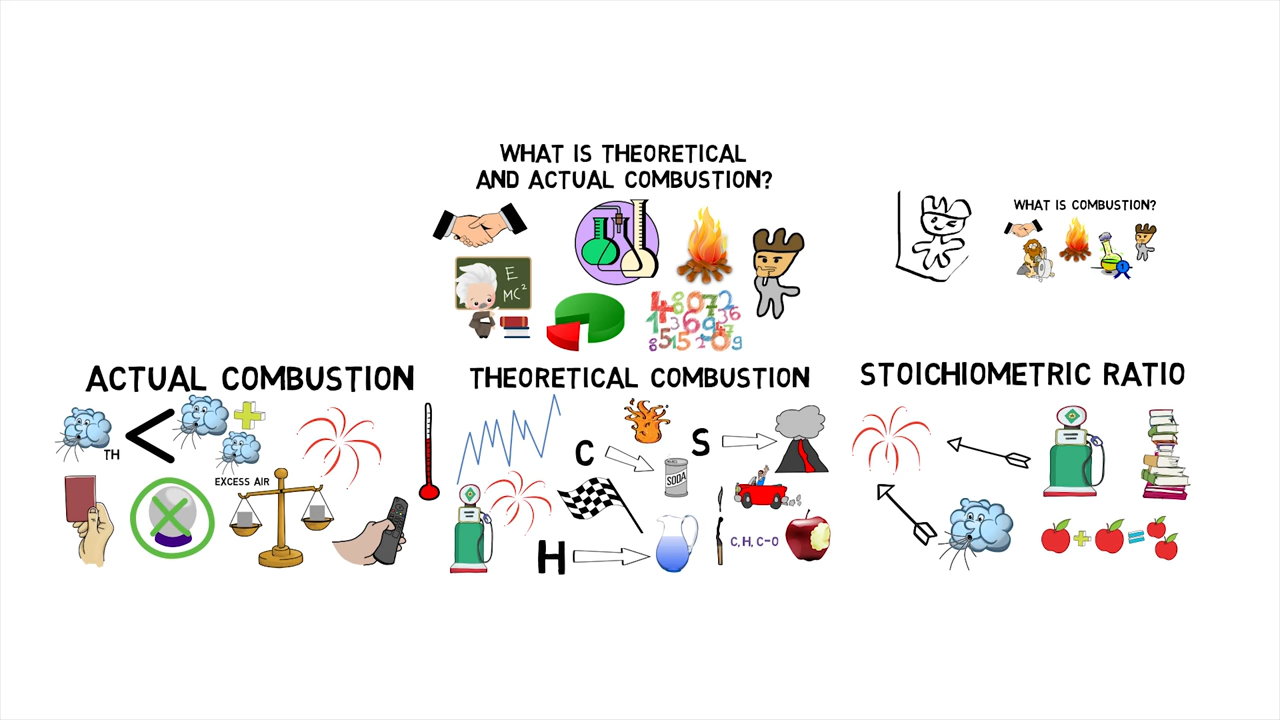 WHAT IS THEORETICAL
AND ACTUAL COMBUSTION?
WHAT IS COMBUSTION?
E
MC²
ACTUAL COMBUSTION
TH
<
EXCESS AIR
THEORETICAL COMBUSTION
C
S
SODA
H
C, H, C-O
STOICHIOMETRIC RATIO